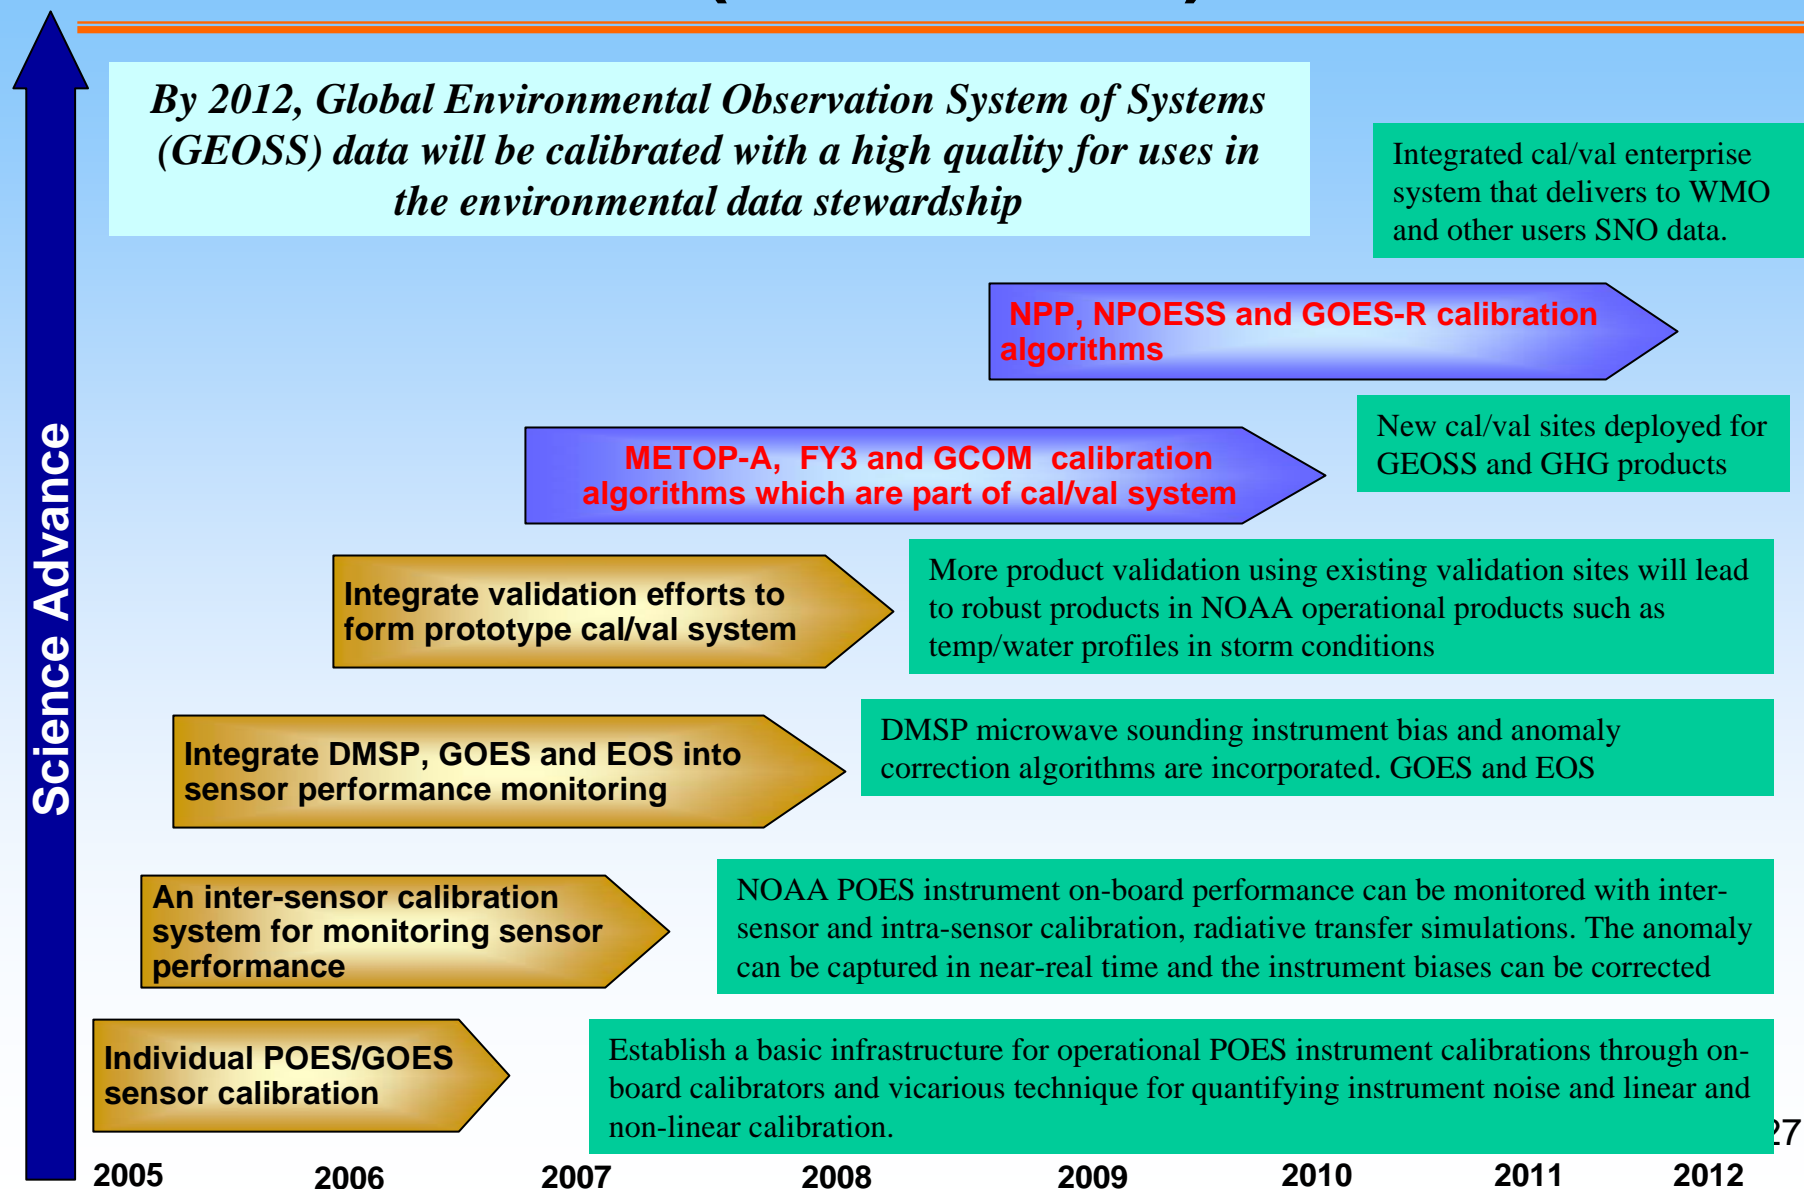 By 2012, Global Environmental Observation System of Systems
(GEOSS) data will be calibrated with a high quality for uses in
the environmental data stewardship
Integrated cal/val enterprise
system that delivers to WMO
and other users SNO data.
NPP, NPOESS and GOES-R calibration
algorithms
New cal/val sites deployed for
GEOSS and GHG products
METOP-A, FY3 and GCOM calibration
algorithms which are part of cal/val system
Science Advance
Integrate validation efforts to
form prototype cal/val system
More product validation using existing validation sites will lead
to robust products in NOAA operational products such as
temp/water profiles in storm conditions
Integrate DMSP, GOES and EOS into
sensor performance monitoring
DMSP microwave sounding instrument bias and anomaly
correction algorithms are incorporated. GOES and EOS
An inter-sensor calibration
system for monitoring sensor
performance
NOAA POES instrument on-board performance can be monitored with inter-
sensor and intra-sensor calibration, radiative transfer simulations. The anomaly
can be captured in near-real time and the instrument biases can be corrected
Individual POES/GOES
sensor calibration
Establish a basic infrastructure for operational POES instrument calibrations through on-
board calibrators and vicarious technique for quantifying instrument noise and linear and
non-linear calibration.
27
2005 2006 2007 2008 2009 2010 2011 2012